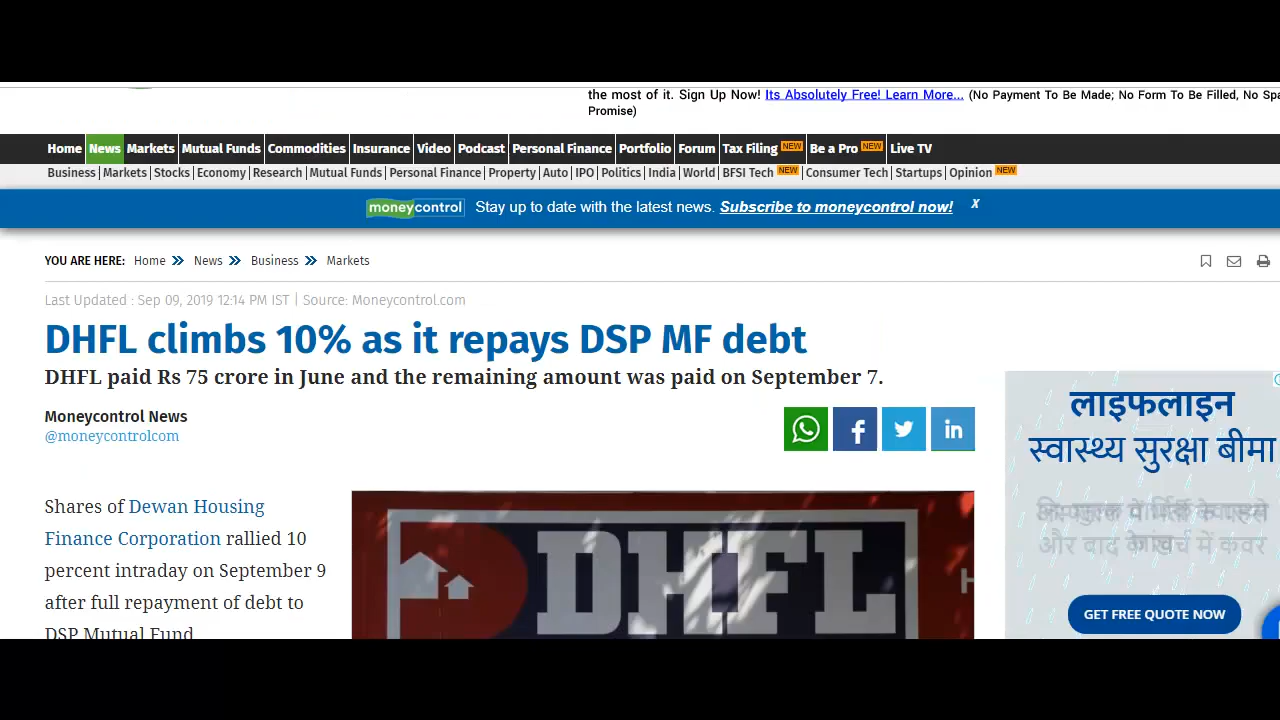 the most of it. Sign Up Now! Its Absolutely Free! Learn More... (No Payment To Be Made; No Form To Be Filled, No Spa
Promise)
Home News Markets Mutual Funds Commodities Insurance Video Podcast Personal Finance Portfolio Forum Tax Filing NEW Be a Pro NEW Live TV
Business | Markets | Stocks | Economy | Research | Mutual Funds | Personal Finance | Property | Auto | IPO | Politics | India | World | BFSI Tech NEW | Consumer Tech | Startups | Opinion NEW
moneycontrol Stay up to date with the latest news. Subscribe to moneycontrol now! X
YOU ARE HERE: Home News Business Markets
Last Updated : Sep 09, 2019 12:14 PM IST | Source: Moneycontrol.com
DHFL climbs 10% as it repays DSP MF debt
DHFL paid Rs 75 crore in June and the remaining amount was paid on September 7.
Moneycontrol News
@moneycontrolcom
Shares of Dewan Housing
Finance Corporation rallied 10
percent intraday on September 9
after full repayment of debt to
DSP Mutual Fund
DHFL
लाइफलाइन
स्वास्थ्य सुरक्षा बीमा
और बाद के में कवर
GET FREE QUOTE NOW